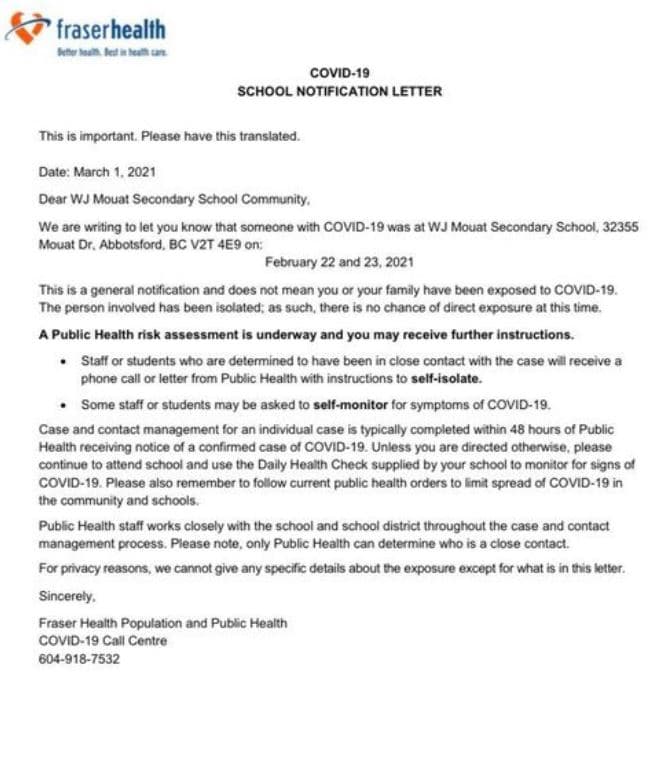 fraserhealth
Better health. Best in health care.
COVID-19
SCHOOL NOTIFICATION LETTER
This is important. Please have this translated.
Date: March 1, 2021
Dear WJ Mouat Secondary School Community,
We are writing to let you know that someone with COVID-19 was at WJ Mouat Secondary School, 32355
Mouat Dr, Abbotsford, BC V2T 4E9 on:
February 22 and 23, 2021
This is a general notification and does not mean you or your family have been exposed to COVID-19.
The person involved has been isolated; as such, there is no chance of direct exposure at this time.
A Public Health risk assessment is underway and you may receive further instructions.
• Staff or students who are determined to have been in close contact with the case will receive a
phone call or letter from Public Health with instructions to self-isolate.
• Some staff or students may be asked to self-monitor for symptoms of COVID-19.
Case and contact management for an individual case is typically completed within 48 hours of Public
Health receiving notice of a confirmed case of COVID-19. Unless you are directed otherwise, please
continue to attend school and use the Daily Health Check supplied by your school to monitor for signs of
COVID-19. Please also remember to follow current public health orders to limit spread of COVID-19 in
the community and schools.
Public Health staff works closely with the school and school district throughout the case and contact
management process. Please note, only Public Health can determine who is a close contact.
For privacy reasons, we cannot give any specific details about the exposure except for what is in this letter.
Sincerely,
Fraser Health Population and Public Health
COVID-19 Call Centre
604-918-7532